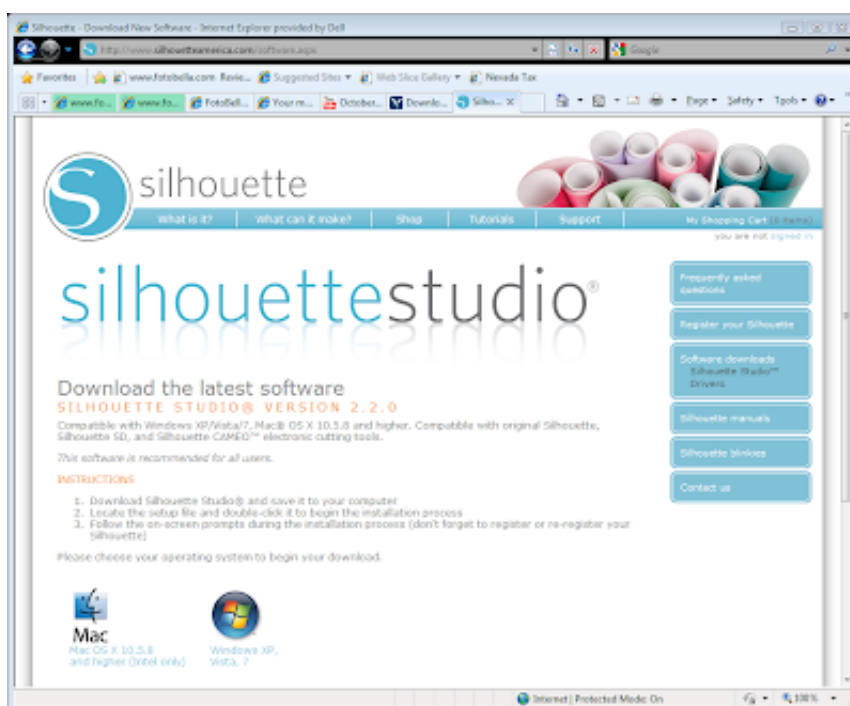 Silhouette - Download New Software - Internet Explorer provided by Dell
http://www.silhouetteamerica.com/software.aspx
Google
Favorites www.fotobella.com Revie... Suggested Sites Web Slice Gallery Nevada Tax
www.fo... www.fo... FotoBell... Your m... October... Downlo... Silho... X Page Safety Tools
S silhouette
What is it? What can it make? Shop Tutorials Support My Shopping Cart (0 items)
you are not signed in
silhouettestudio®
Frequently asked
questions
Register your Silhouette
Software downloads
Silhouette Studio™
Drivers
Silhouette manuals
Silhouette blinkies
Contact us
Download the latest software
SILHOUETTE STUDIO® VERSION 2.2.0
Compatible with Windows XP/Vista/7, Mac® OS X 10.5.8 and higher. Compatible with original Silhouette,
Silhouette SD, and Silhouette CAMEO™ electronic cutting tools.
This software is recommended for all users.
INSTRUCTIONS
1. Download Silhouette Studio® and save it to your computer
2. Locate the setup file and double-click it to begin the installation process
3. Follow the on-screen prompts during the installation process (don't forget to register or re-register your
Silhouette)
Please choose your operating system to begin your download.
Mac
Mac OS X 10.5.8
and higher (Intel only)
Windows XP,
Vista, 7
Internet | Protected Mode: On 100%